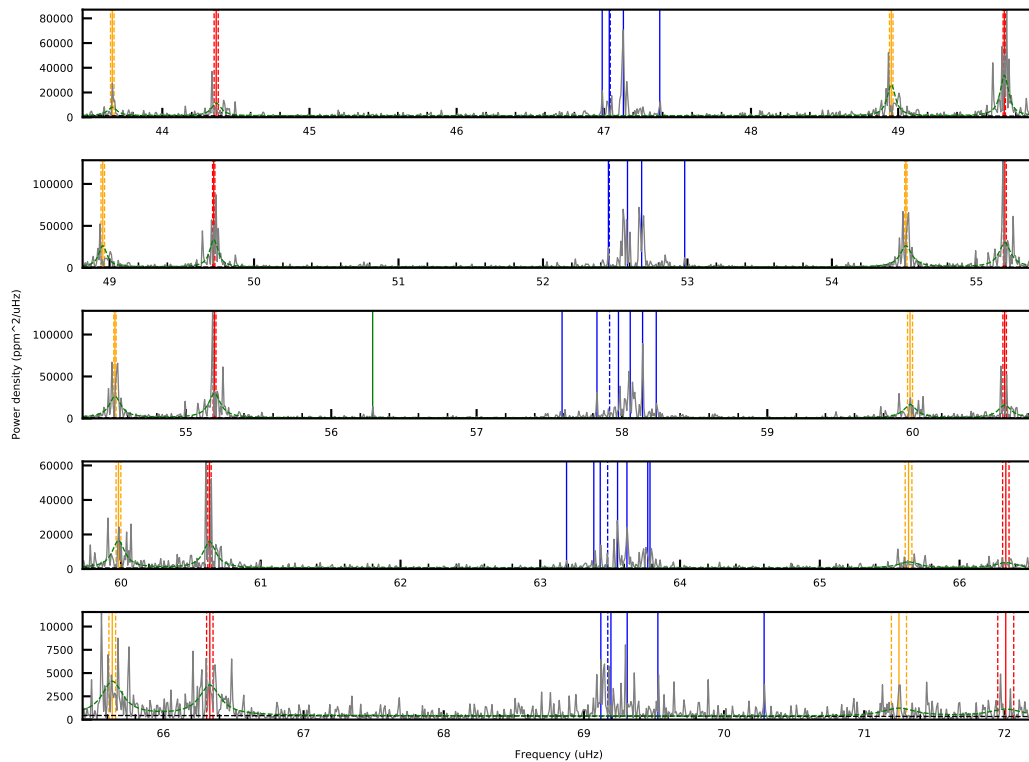 80000
60000
40000
20000
0
44 45 46 47 48 49
100000
50000
0
49 50 51 52 53 54 55
100000
50000
0
55 56 57 58 59 60
60000
40000
20000
0
60 61 62 63 64 65 66
10000
7500
5000
2500
0
66 67 68 69 70 71 72
Power density (ppm^2/uHz)
Frequency (uHz)